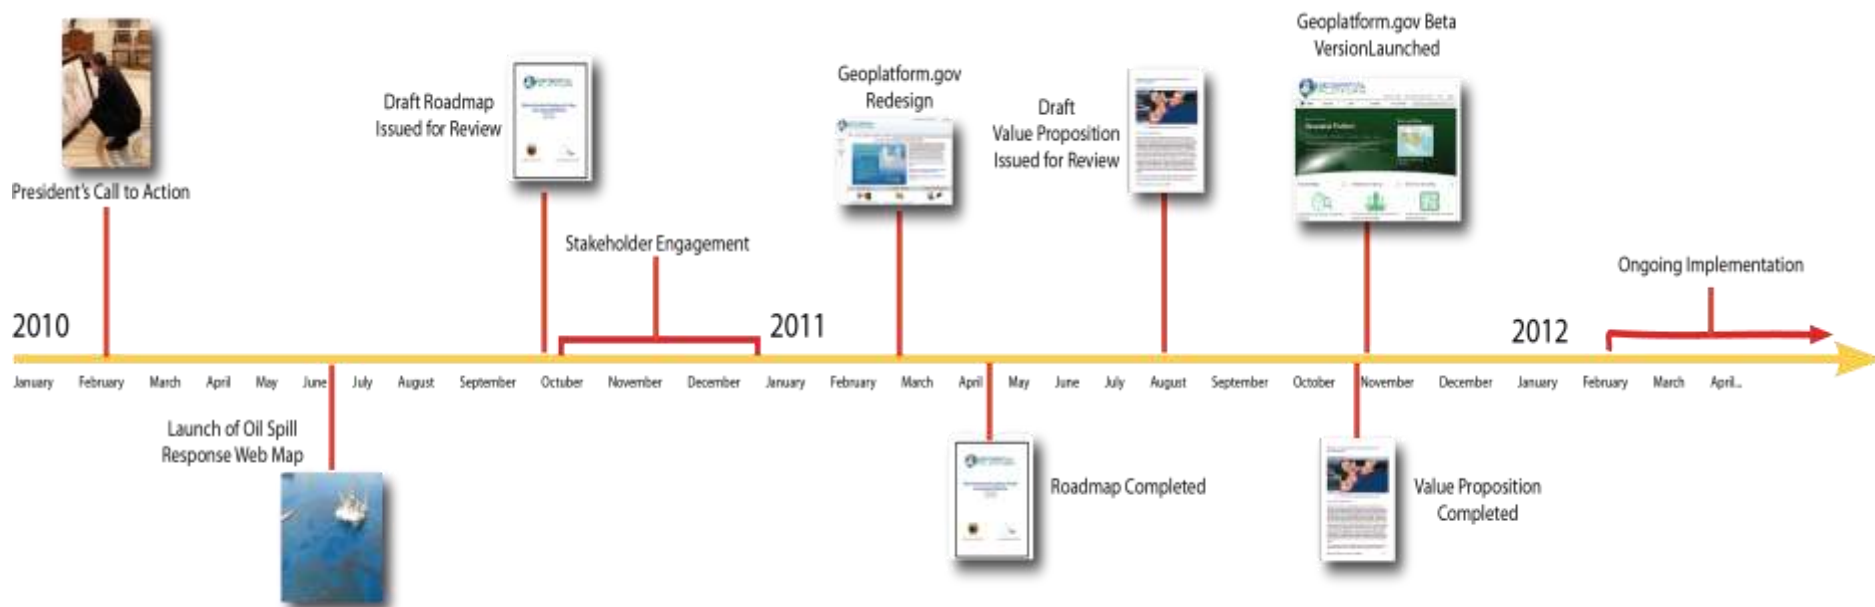 Geoplatform.gov Beta
VersionLaunched
Geoplatform.gov
Redesign
Draft Roadmap
Issued for Review
Draft
Value Proposition
Issued for Review
President's Call to Action
Stakeholder Engagement
Ongoing Implementation
2010
2011
2012
January February March April May June July August September October November December January February March April May June July August September October November December January February March April...
Launch of Oil Spill
Response Web Map
Roadmap Completed
Value Proposition
Completed